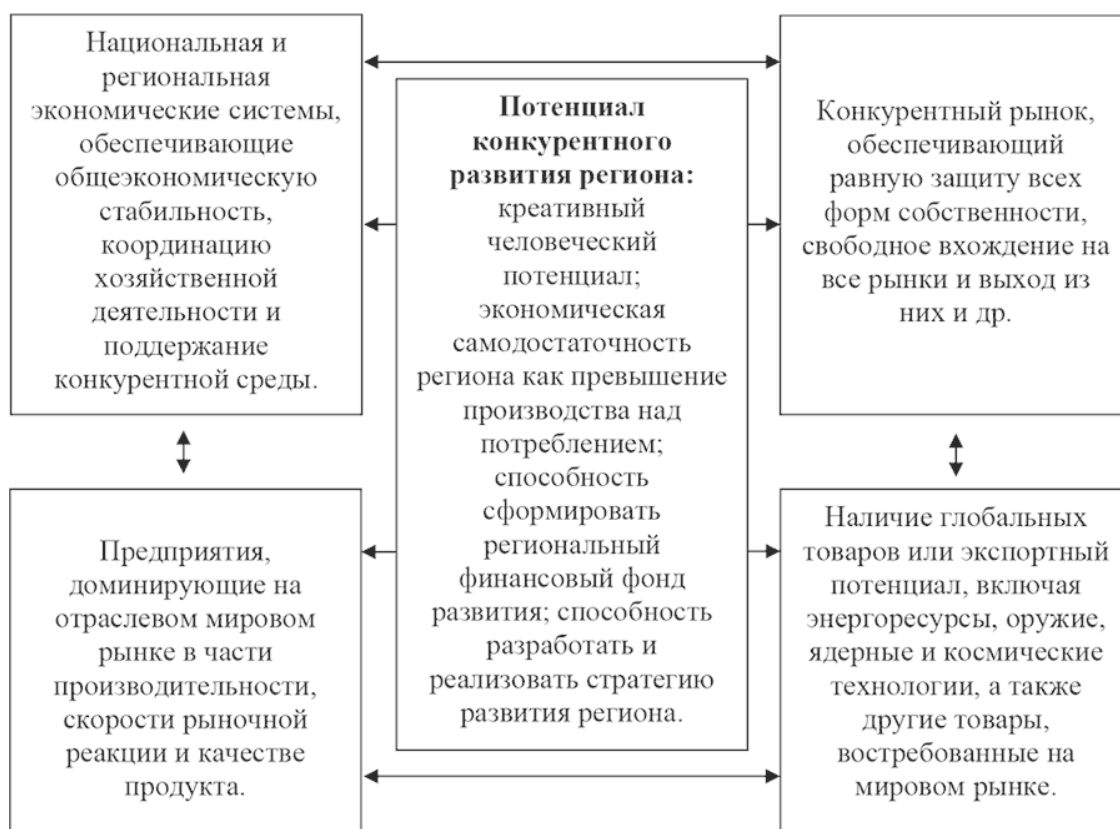 Национальная и
региональная
экономические системы,
обеспечивающие
общеэкономическую
стабильность,
координацию
хозяйственной
деятельности и
поддержание
конкурентной среды.
Потенциал
конкурентного
развития региона:
креативный
человеческий
потенциал;
экономическая
самодостаточность
региона как превышение
производства над
потреблением;
способность
сформировать
региональный
финансовый фонд
развития; способность
разработать и
реализовать стратегию
развития региона.
Конкурентный рынок,
обеспечивающий
равную защиту всех
форм собственности,
свободное вхождение на
все рынки и выход из
них и др.
Предприятия,
доминирующие на
отраслевом мировом
рынке в части
производительности,
скорости рыночной
реакции и качестве
продукта.
Наличие глобальных
товаров или экспортный
потенциал, включая
энергоресурсы, оружие,
ядерные и космические
технологии, а также
другие товары,
востребованные на
мировом рынке.